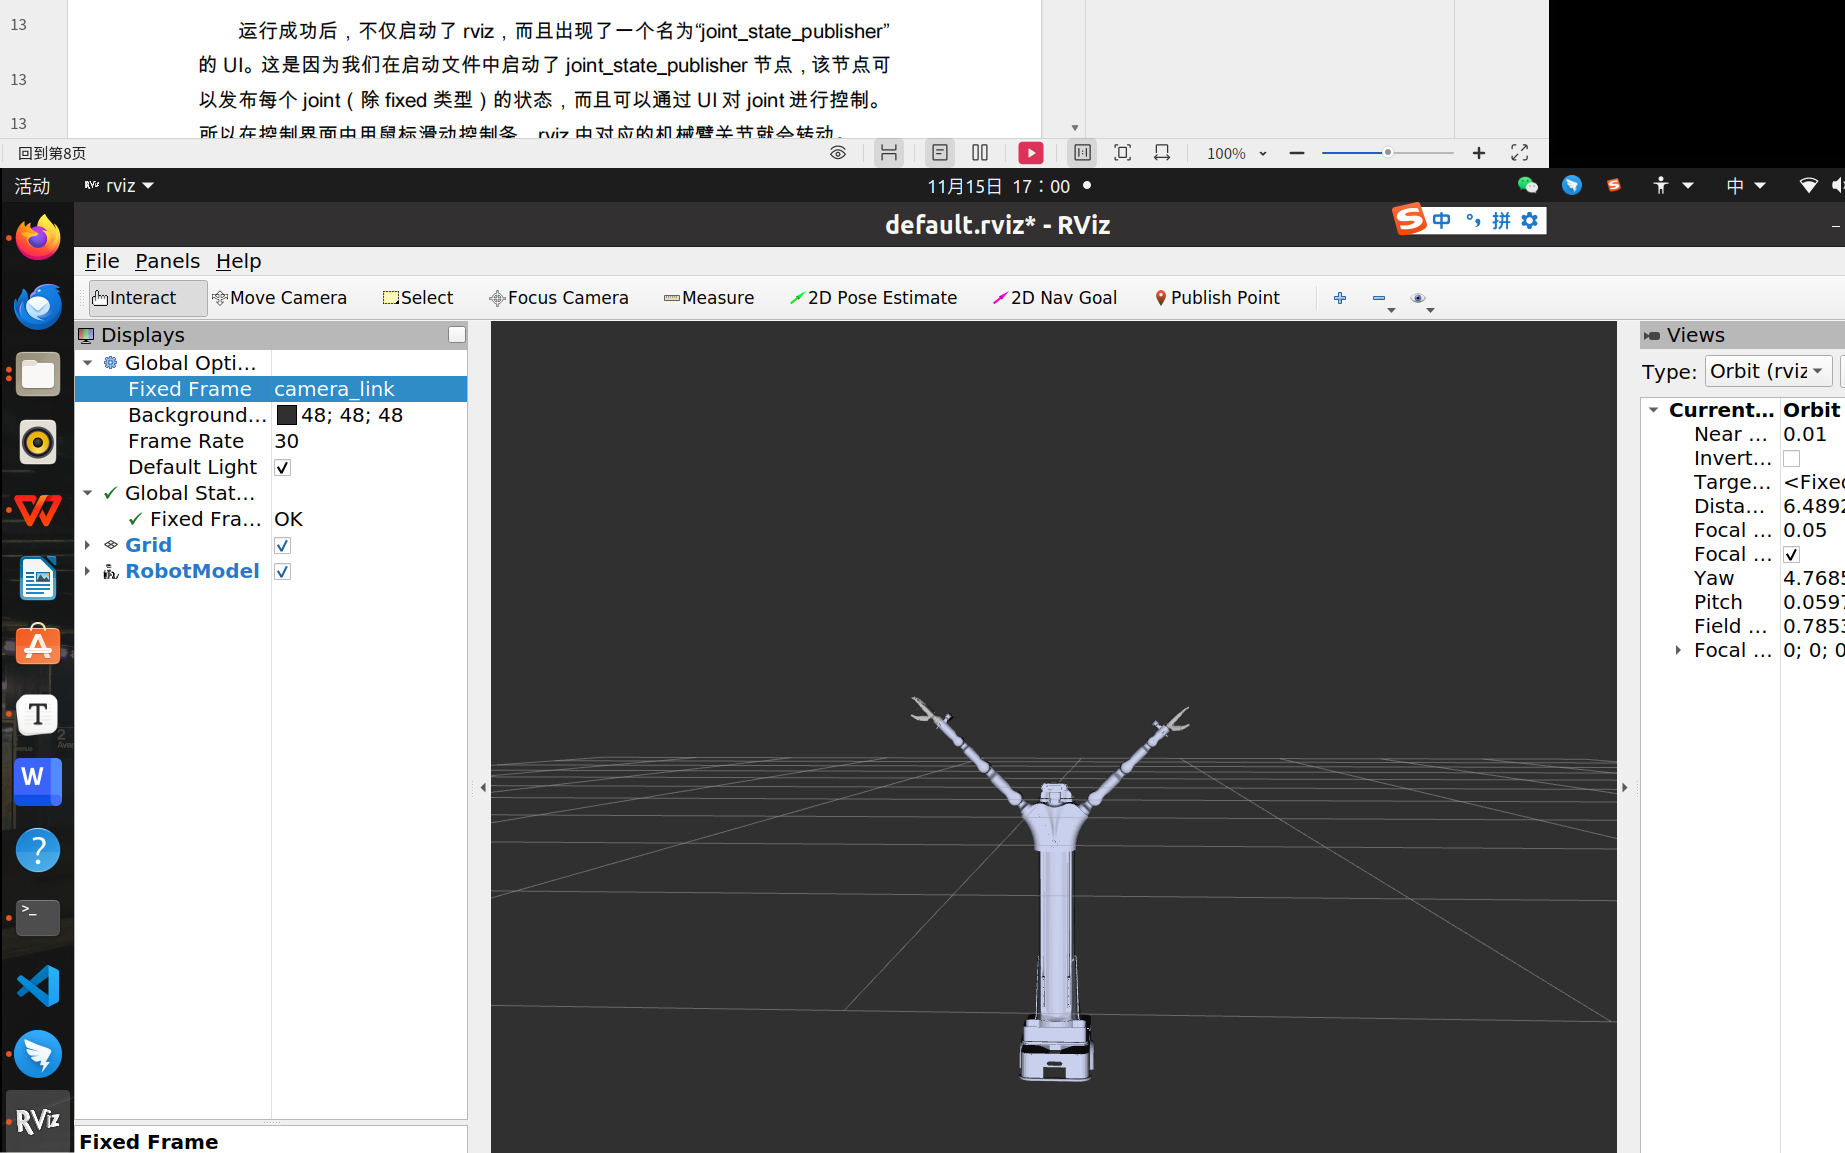 13
13
13
运行成功后，不仅启动了 rviz，而且出现了一个名为“joint_state_publisher”
的 UI。这是因为我们在启动文件中启动了 joint_state_publisher 节点，该节点可
以发布每个 joint（除 fixed 类型）的状态，而且可以通过 UI 对 joint 进行控制。
所以在控制界面中用鼠标滑动控制条，rviz 中对应的机械臂关节就会转动。
回到第8页
100%
活动
RViz rviz
11月15日 17：00
中
default.rviz* - RViz
S 中 °， 拼
File Panels Help
Interact Move Camera Select Focus Camera Measure 2D Pose Estimate 2D Nav Goal Publish Point
Displays
Global Opti...
Fixed Frame camera_link
Background... 48; 48; 48
Frame Rate 30
Default Light
Global Stat...
Fixed Fra... OK
Grid
RobotModel
Fixed Frame
Views
Type: Orbit (rviz
Current... Orbit
Near ... 0.01
Invert...
Targe... <Fixed
Dista... 6.4892
Focal ... 0.05
Focal ...
Yaw 4.7685
Pitch 0.0597
Field ... 0.7853
Focal ... 0; 0; 0
T
W
?
>_
RViz